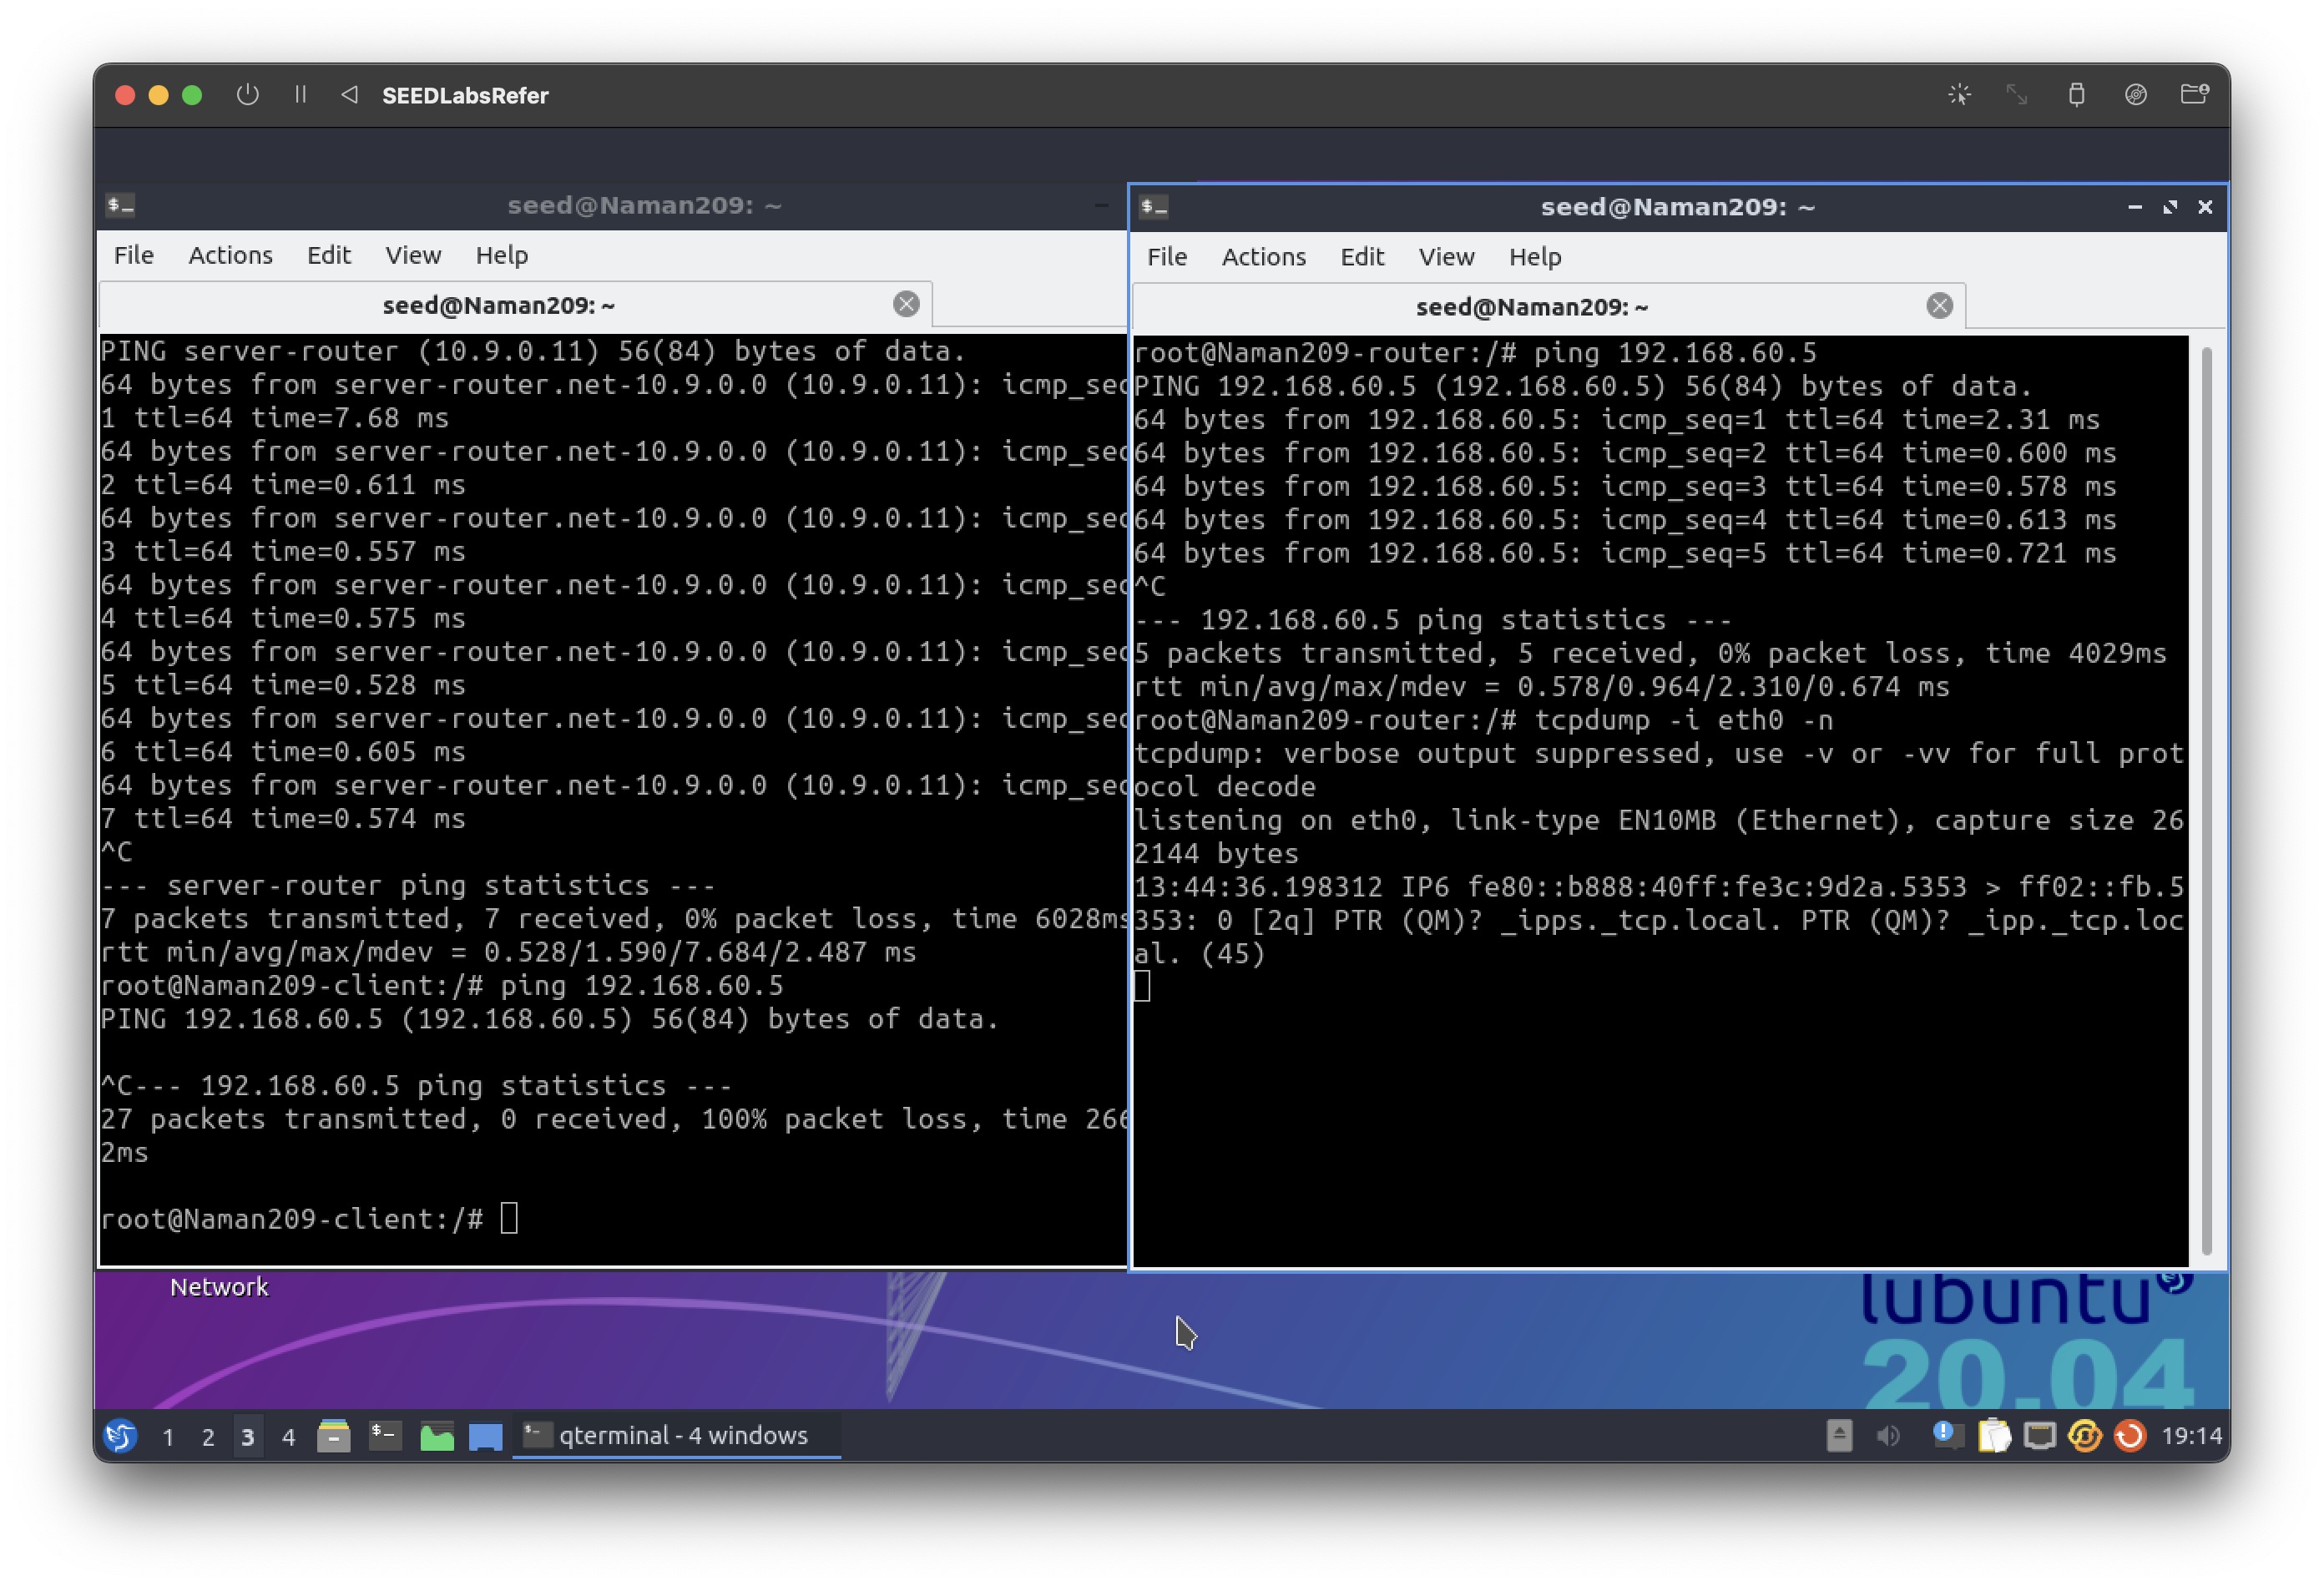 SEEDLabsRefer
seed@Naman209: ~
File Actions Edit View Help
seed@Naman209: ~
PING server-router (10.9.0.11) 56(84) bytes of data.
64 bytes from server-router.net-10.9.0.0 (10.9.0.11): icmp_seq
1 ttl=64 time=7.68 ms
64 bytes from server-router.net-10.9.0.0 (10.9.0.11): icmp_seq
2 ttl=64 time=0.611 ms
64 bytes from server-router.net-10.9.0.0 (10.9.0.11): icmp_seq
3 ttl=64 time=0.557 ms
64 bytes from server-router.net-10.9.0.0 (10.9.0.11): icmp_seq
4 ttl=64 time=0.575 ms
64 bytes from server-router.net-10.9.0.0 (10.9.0.11): icmp_seq
5 ttl=64 time=0.528 ms
64 bytes from server-router.net-10.9.0.0 (10.9.0.11): icmp_seq
6 ttl=64 time=0.605 ms
64 bytes from server-router.net-10.9.0.0 (10.9.0.11): icmp_seq
7 ttl=64 time=0.574 ms
^C
--- server-router ping statistics ---
7 packets transmitted, 7 received, 0% packet loss, time 6028ms
rtt min/avg/max/mdev = 0.528/1.590/7.684/2.487 ms
root@Naman209-client:/# ping 192.168.60.5
PING 192.168.60.5 (192.168.60.5) 56(84) bytes of data.
^C--- 192.168.60.5 ping statistics ---
27 packets transmitted, 0 received, 100% packet loss, time 266
2ms
root@Naman209-client:/#
seed@Naman209: ~
File Actions Edit View Help
seed@Naman209: ~
root@Naman209-router:/# ping 192.168.60.5
PING 192.168.60.5 (192.168.60.5) 56(84) bytes of data.
64 bytes from 192.168.60.5: icmp_seq=1 ttl=64 time=2.31 ms
64 bytes from 192.168.60.5: icmp_seq=2 ttl=64 time=0.600 ms
64 bytes from 192.168.60.5: icmp_seq=3 ttl=64 time=0.578 ms
64 bytes from 192.168.60.5: icmp_seq=4 ttl=64 time=0.613 ms
64 bytes from 192.168.60.5: icmp_seq=5 ttl=64 time=0.721 ms
^C
--- 192.168.60.5 ping statistics ---
5 packets transmitted, 5 received, 0% packet loss, time 4029ms
rtt min/avg/max/mdev = 0.578/0.964/2.310/0.674 ms
root@Naman209-router:/# tcpdump -i eth0 -n
tcpdump: verbose output suppressed, use -v or -vv for full prot
ocol decode
listening on eth0, link-type EN10MB (Ethernet), capture size 26
2144 bytes
13:44:36.198312 IP6 fe80::b888:40ff:fe3c:9d2a.5353 > ff02::fb.5
353: 0 [2q] PTR (QM)? _ipps._tcp.local. PTR (QM)? _ipp._tcp.loc
al. (45)
Network
lubuntu
20.04
1 2 3 4 qterminal - 4 windows 19:14